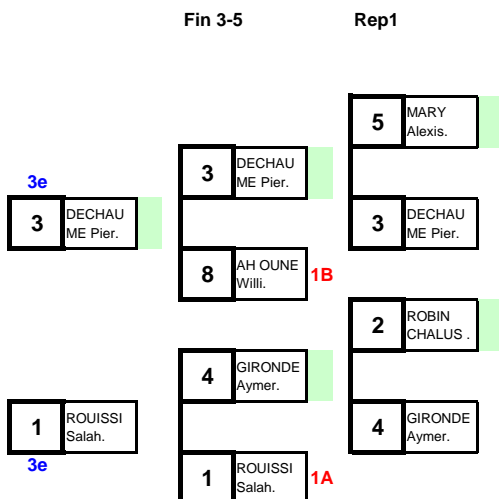 Fin 3-5
Rep1
5
MARY
Alexis.
3
DECHAU
ME Pier.
3e
3
DECHAU
ME Pier.
3
DECHAU
ME Pier.
8
AH OUNE
Willi.
1B
2
ROBIN
CHALUS .
4
GIRONDE
Aymer.
1
ROUISSI
Salah.
3e
4
GIRONDE
Aymer.
1
ROUISSI
Salah.
1A